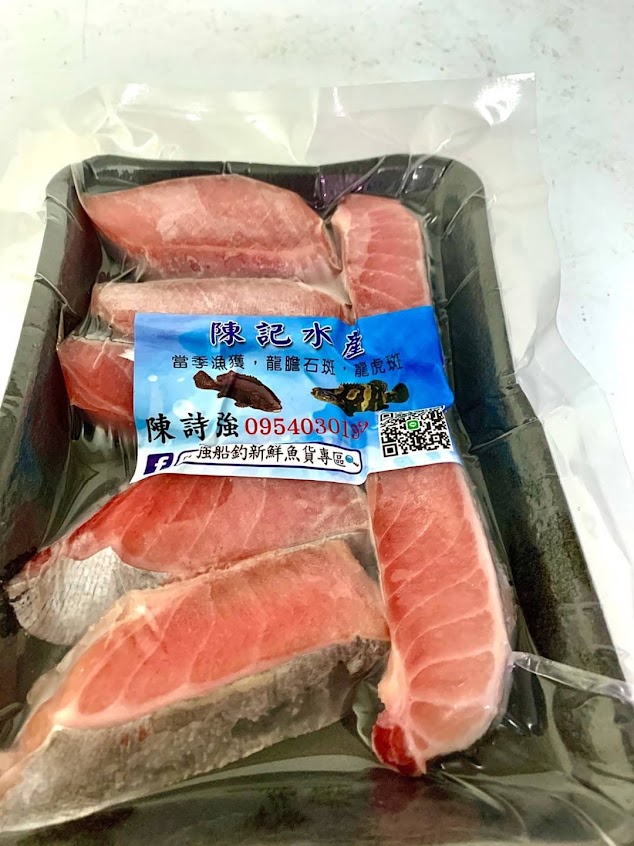 陳記水產
當季漁獲，龍膽石斑，龍虎斑
陳詩強
強船釣新鮮魚貨專區